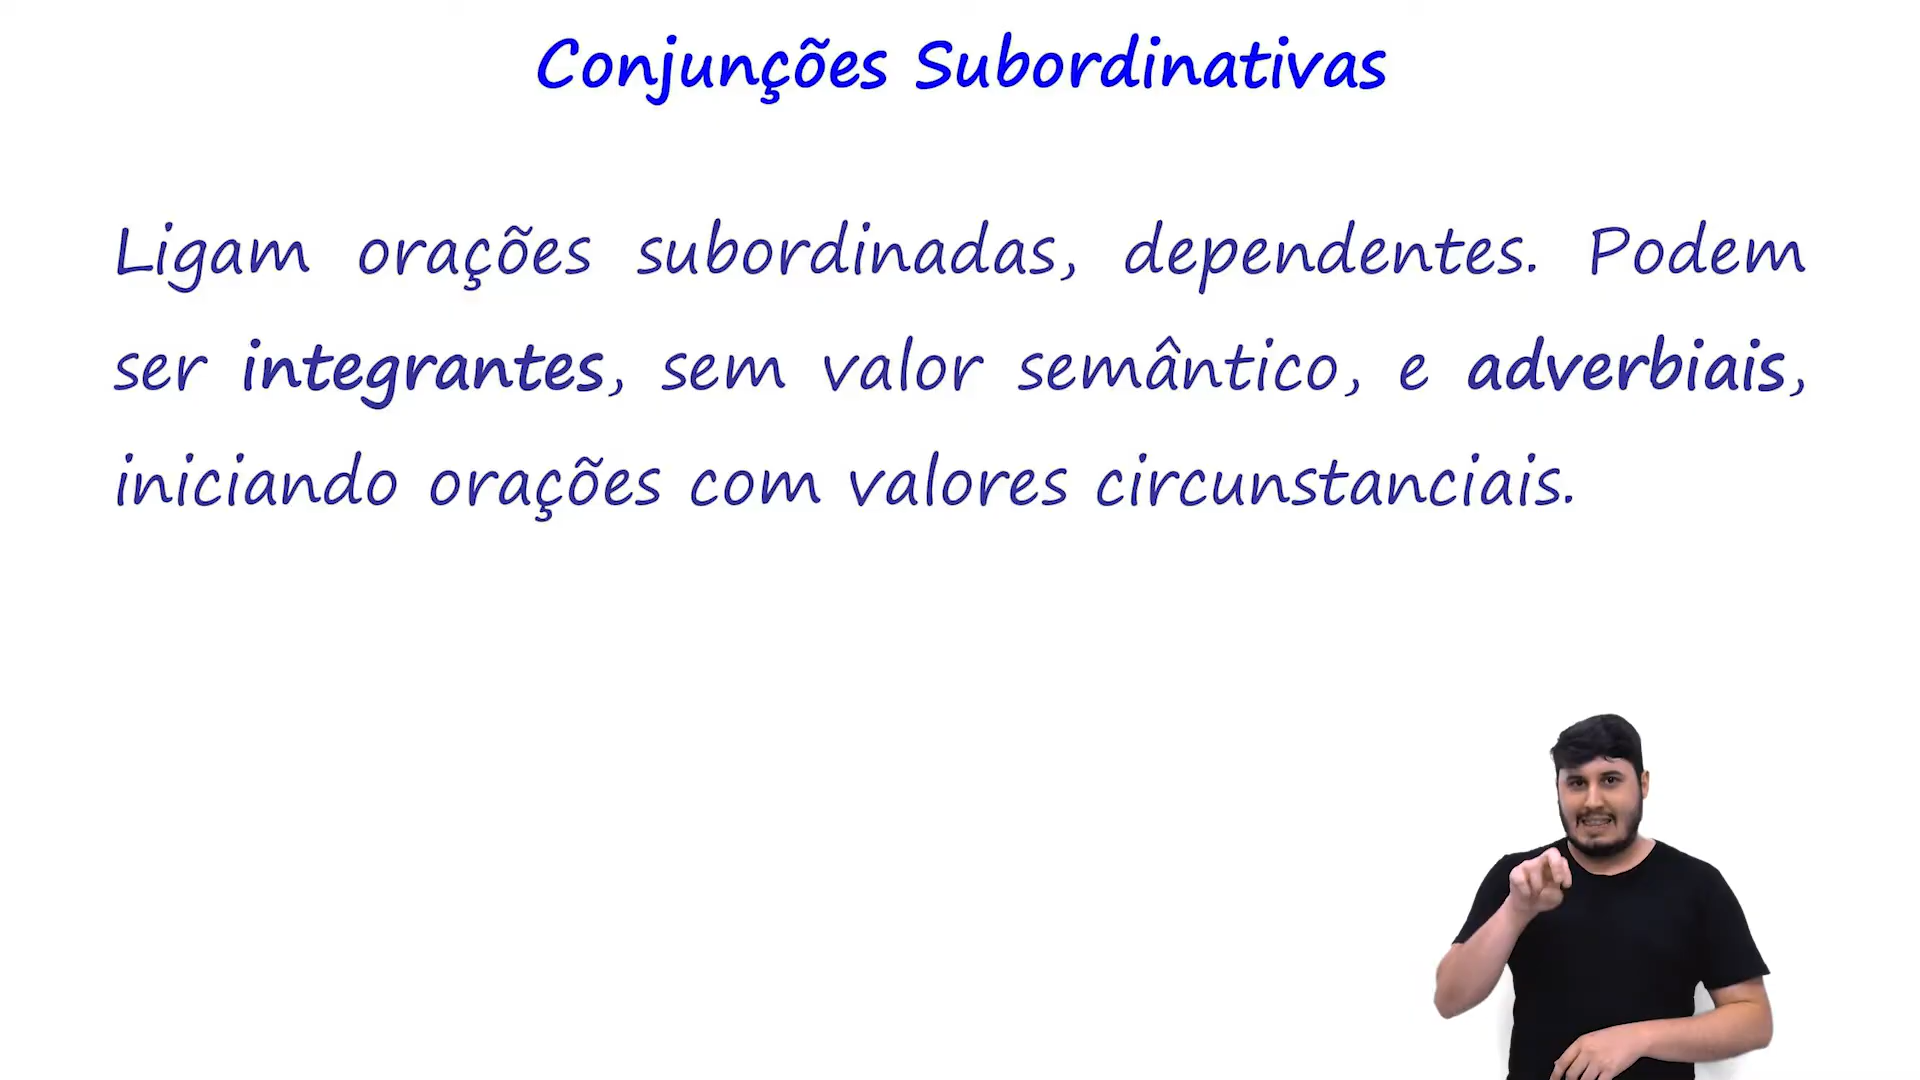 Conjunções Subordinativas
Ligam orações subordinadas, dependentes. Podem
ser integrantes, sem valor semântico, e adverbiais,
iniciando orações com valores circunstanciais.